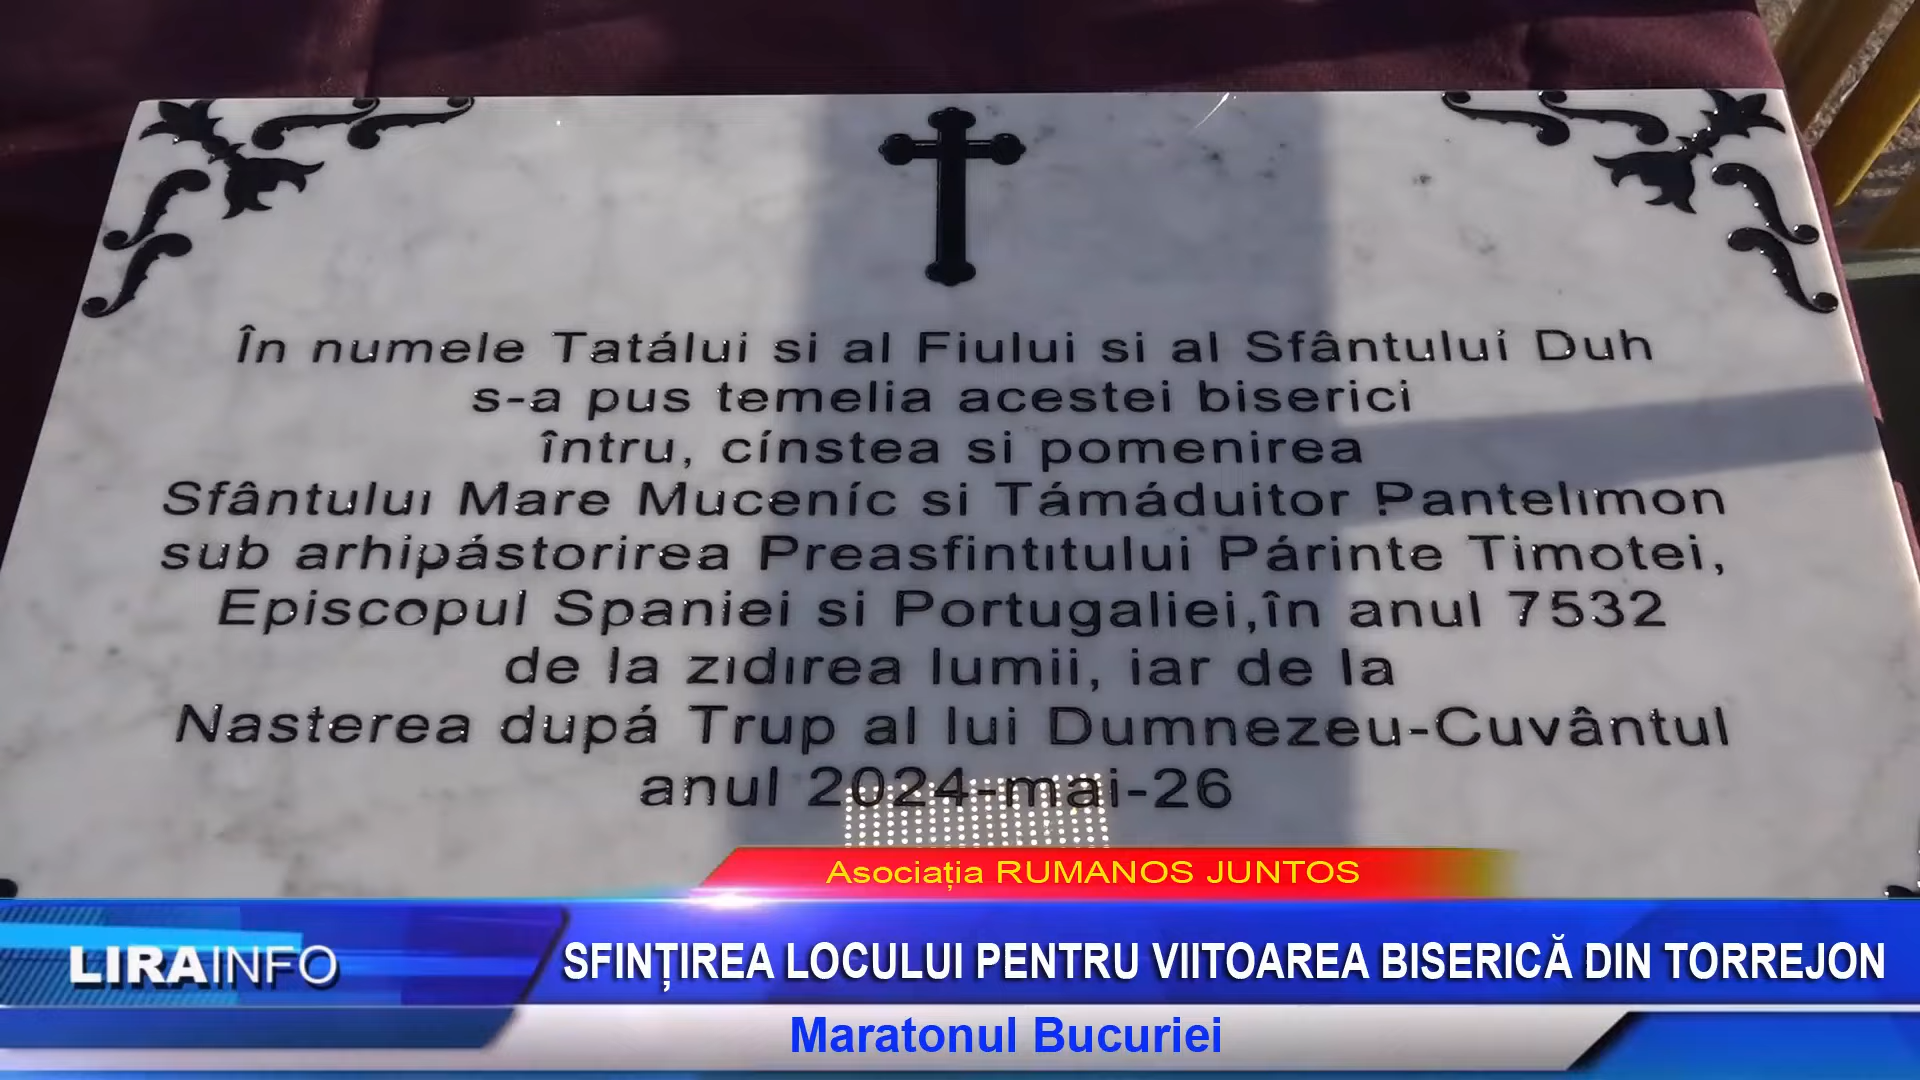 În numele Tatálui si al Fiului si al Sfântului Duh
s-a pus temelia acestei biserici
întru, cínstea si pomenirea
Sfântului Mare Muceníc si Támáduitor Pantelimon
sub arhipástorirea Preasfintitului Párinte Timotei,
Episcopul Spaniei si Portugaliei,în anul 7532
de la zidirea lumii, iar de la
Nasterea dupá Trup al lui Dumnezeu-Cuvântul
anul 2024-mai-26
Asociația RUMANOS JUNTOS
LIRAINFO
SFINȚIREA LOCULUI PENTRU VIITOAREA BISERICĂ DIN TORREJON
Maratonul Bucuriei